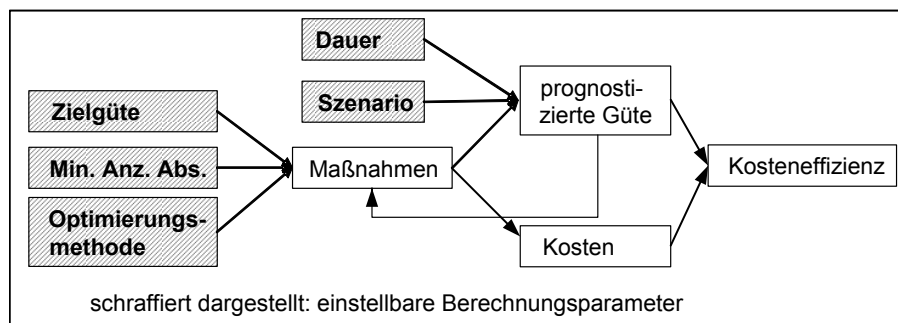 Dauer
Szenario
prognosti-
zierte Güte
Zielgüte
Min. Anz. Abs.
Optimierungs-
methode
Maßnahmen
Kosteneffizienz
Kosten
schraffiert dargestellt: einstellbare Berechnungsparameter